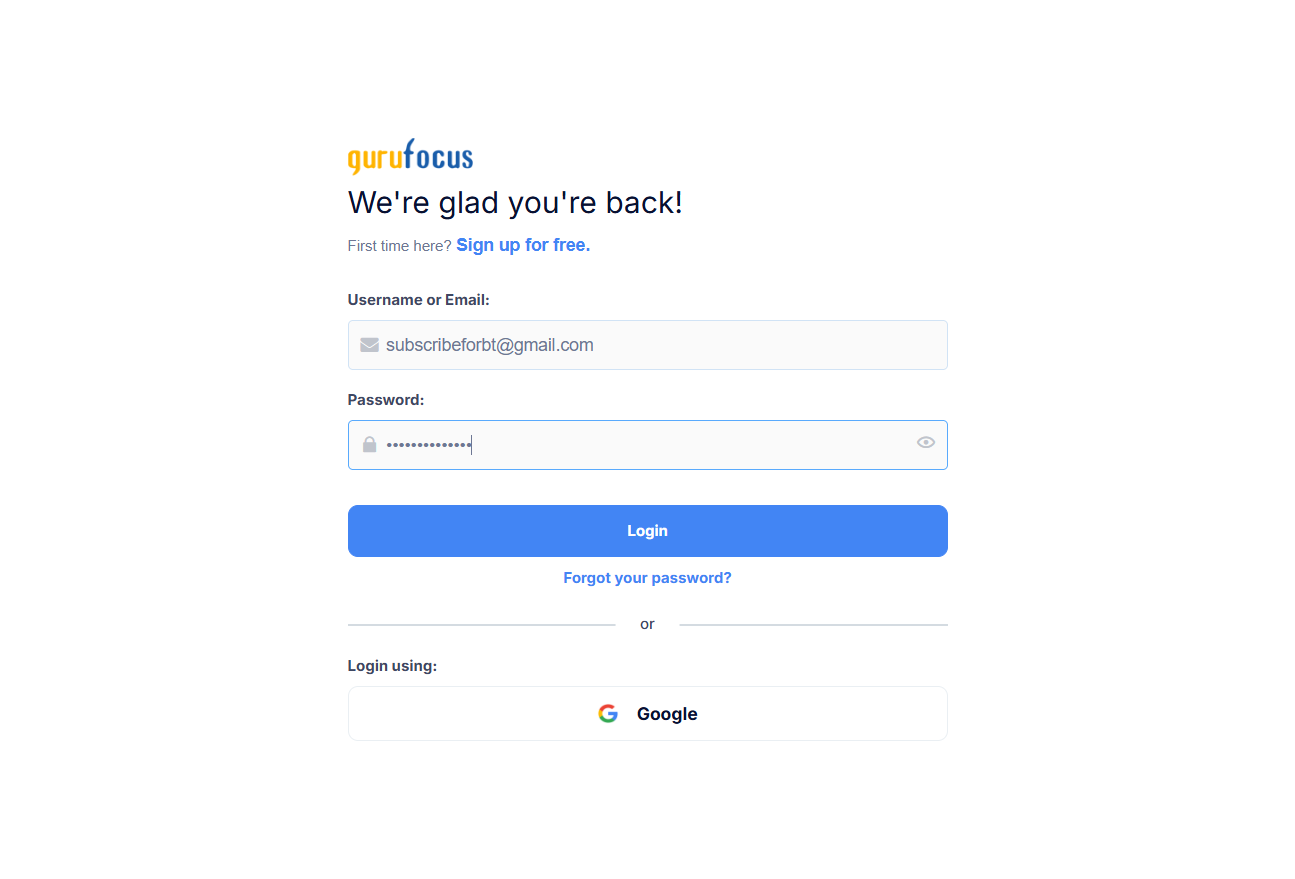 gurufocus
We're glad you're back!
First time here? Sign up for free.
Username or Email:
subscribeforbt@gmail.com
Password:
••••••••••••••
Login
Forgot your password?
or
Login using:
Google